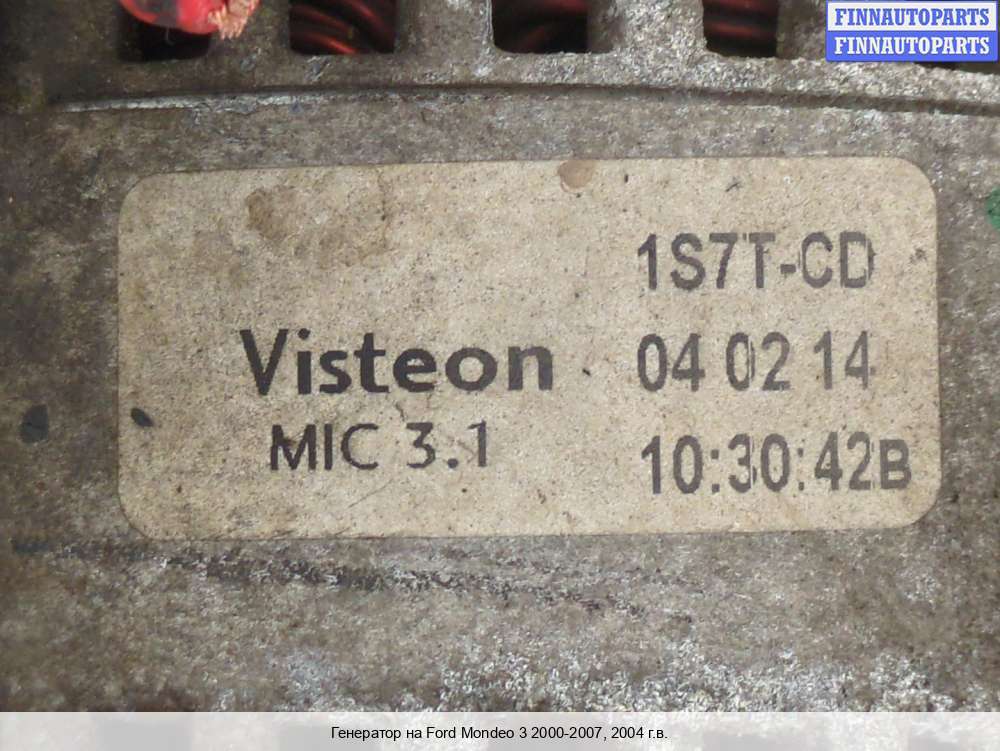 FINNAUTOPARTS
FINNAUTOPARTS
1S7T-CD
Visteon
04 02 14
MIC 3.1
10:30:42B
Генератор на Ford Mondeo 3 2000-2007, 2004 г.в.